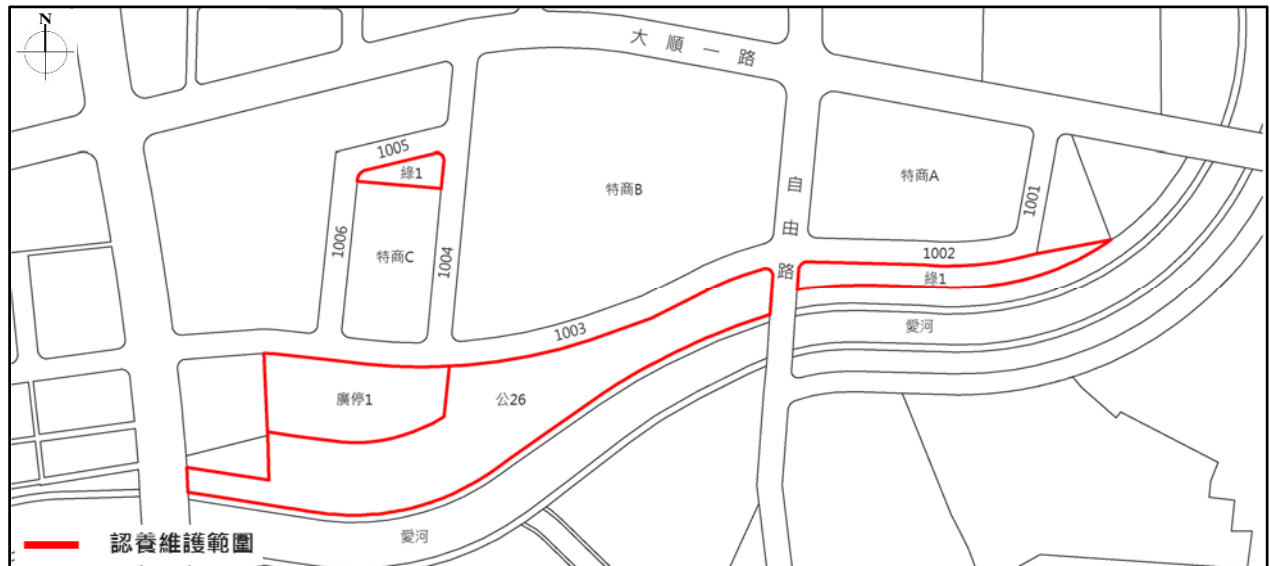 N
大順一路
1005
綠1
特商B
特商A
自由路
1001
1006
特商C
1004
1002
綠1
1003
愛河
廣停1
公26
愛河
認養維護範圍